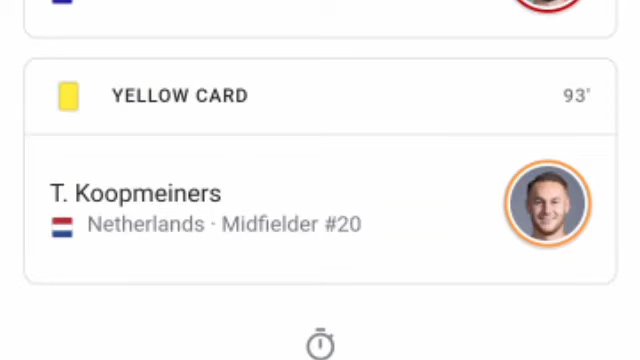 YELLOW CARD 93'
T. Koopmeiners
Netherlands · Midfielder #20